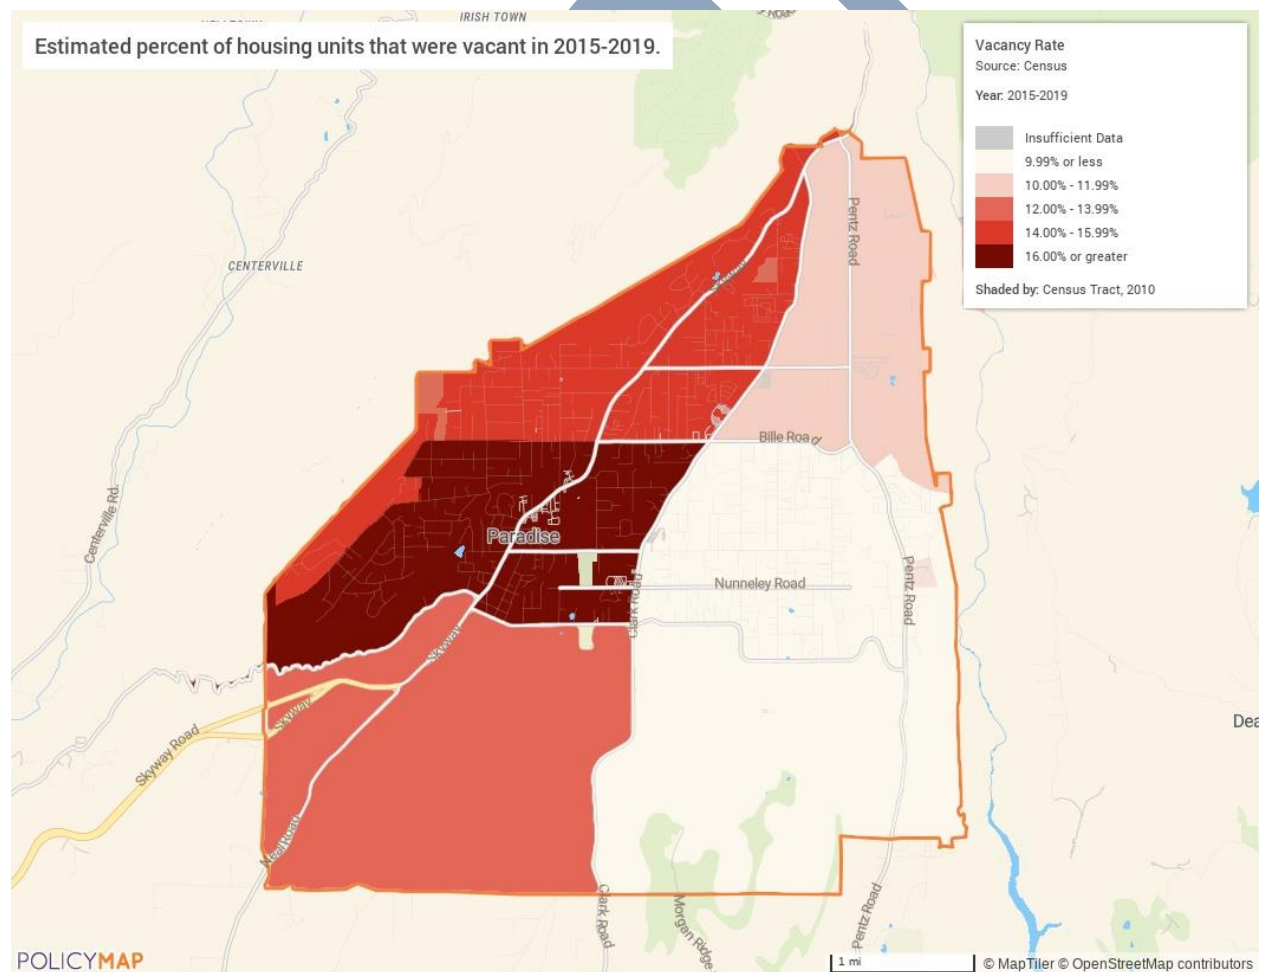 IRISH TOWN
Estimated percent of housing units that were vacant in 2015-2019.
Vacancy Rate
Source: Census
Year: 2015-2019
Insufficient Data
9.99% or less
10.00% - 11.99%
12.00% - 13.99%
14.00% - 15.99%
16.00% or greater
Shaded by: Census Tract, 2010
Pentz Road
CENTERVILLE
Skyway
Bille Road
Centerville Rd.
Paradise
Nunneley Road
Pentz Road
Clark Road
Skyway
Skyway
Skyway Road
Dea
Neal Road
Clark Road
Morgan Ridge
Pentz Road
POLICYMAP
1 mi
© MapTiler © OpenStreetMap contributors